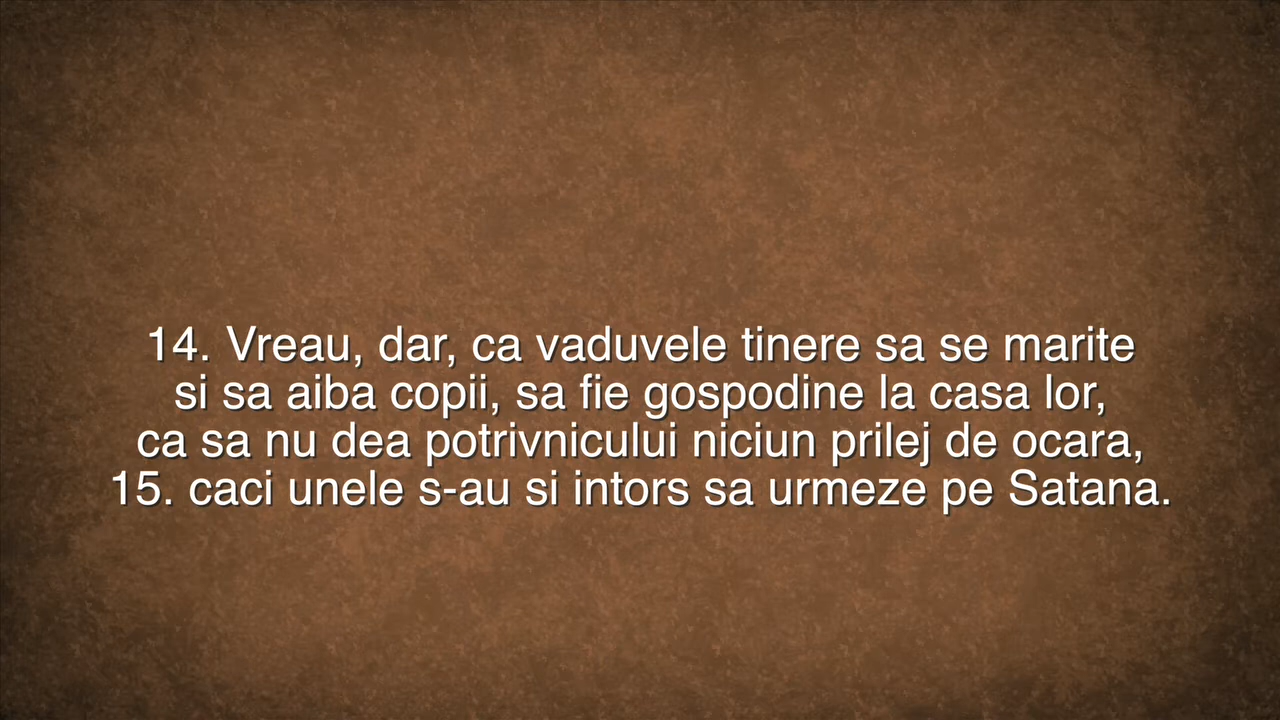 14. Vreau, dar, ca vaduvele tinere sa se marite
si sa aiba copii, sa fie gospodine la casa lor,
ca sa nu dea potrivnicului niciun prilej de ocara,
15. caci unele s-au si intors sa urmeze pe Satana.